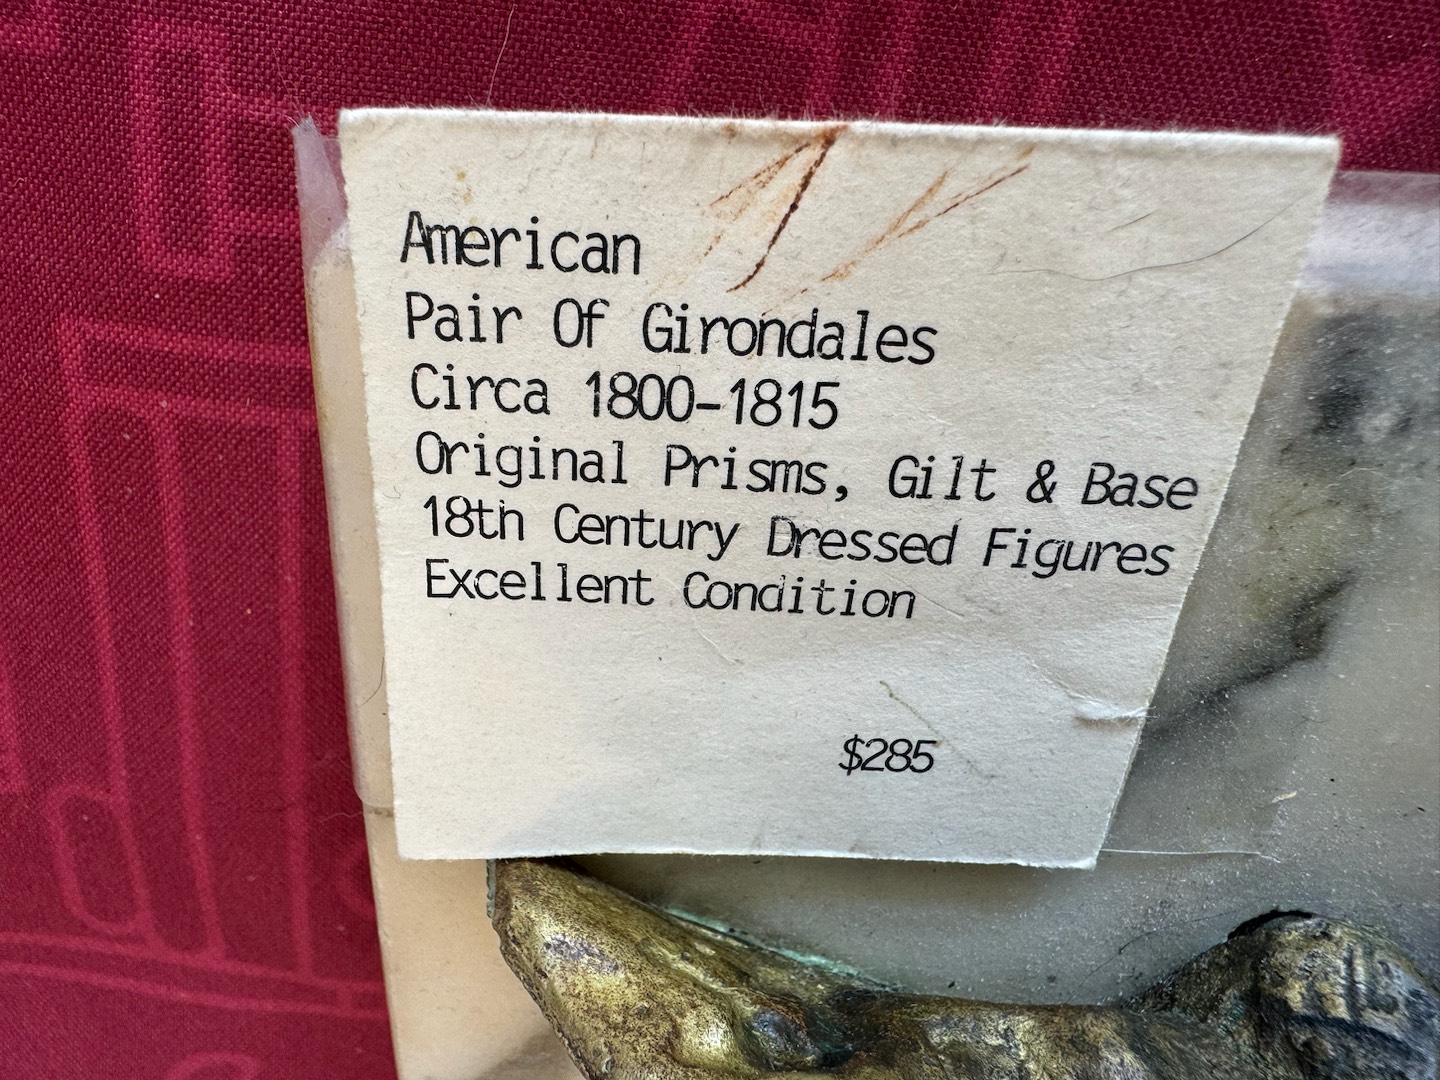 American
Pair Of Girondales
Circa 1800-1815
Original Prisms, Gilt & Base
18th Century Dressed Figures
Excellent Condition
$285